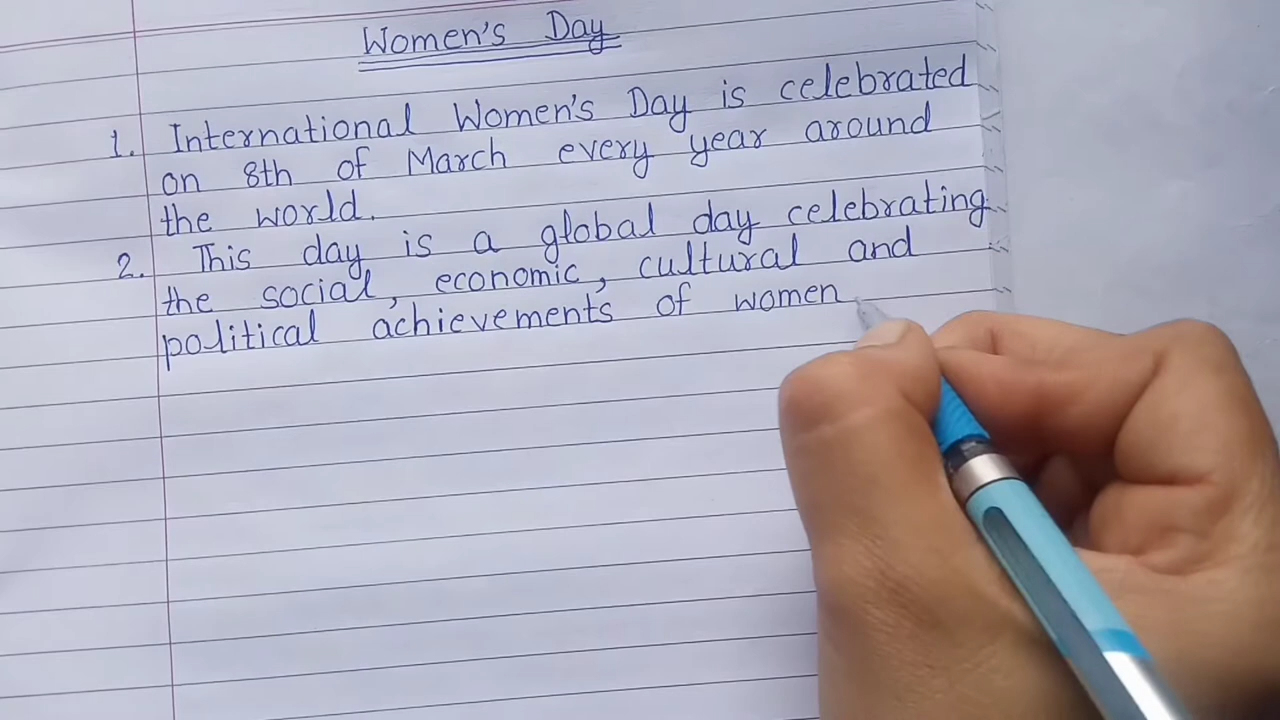 Women's Day
1. International Women's Day is celebrated
on 8th of March every year around
the world.
2. This day is a global day celebrating
the social, economic, cultural and
political achievements of women